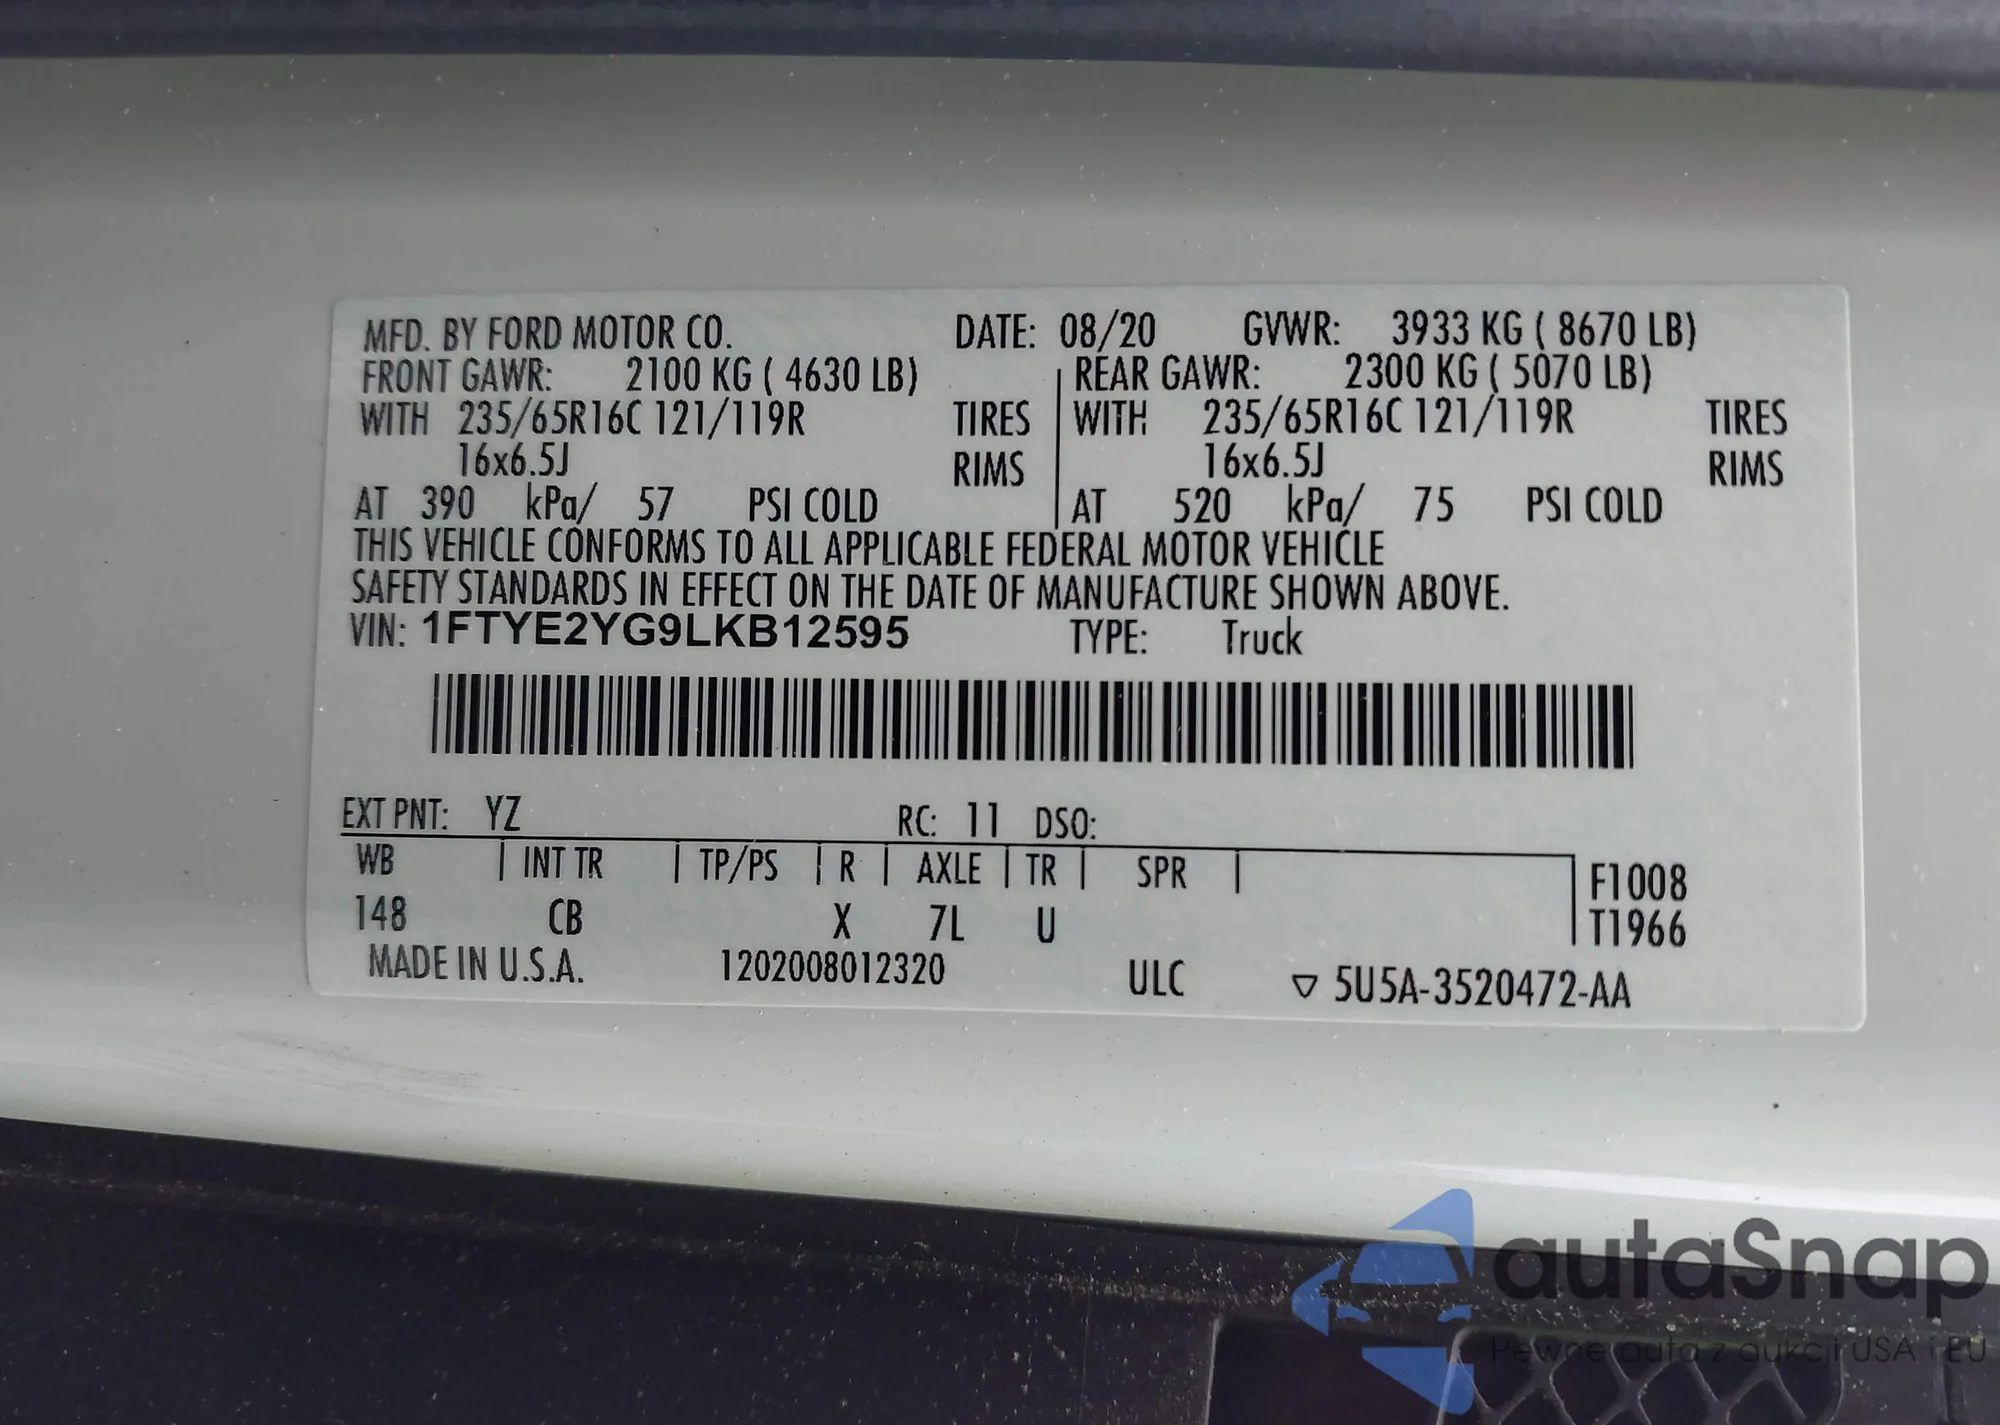 MFD. BY FORD MOTOR CO. DATE: 08/20 GVWR: 3933 KG ( 8670 LB)
FRONT GAWR: 2100 KG ( 4630 LB) REAR GAWR: 2300 KG ( 5070 LB)
WITH 235/65R16C 121/119R TIRES WITH 235/65R16C 121/119R TIRES
16x6.5J RIMS 16x6.5J RIMS
AT 390 kPa/ 57 PSI COLD AT 520 kPa/ 75 PSI COLD
THIS VEHICLE CONFORMS TO ALL APPLICABLE FEDERAL MOTOR VEHICLE
SAFETY STANDARDS IN EFFECT ON THE DATE OF MANUFACTURE SHOWN ABOVE.
VIN: 1FTYE2YG9LKB12595 TYPE: Truck
EXT PNT: YZ RC: 11 DSO:
WB INT TR TP/PS R AXLE TR SPR F1008
148 CB X 7L U T1966
MADE IN U.S.A. 1202008012320 ULC ▽ 5U5A-3520472-AA
autaSnap
Pewne auta z aukcji USA i EU